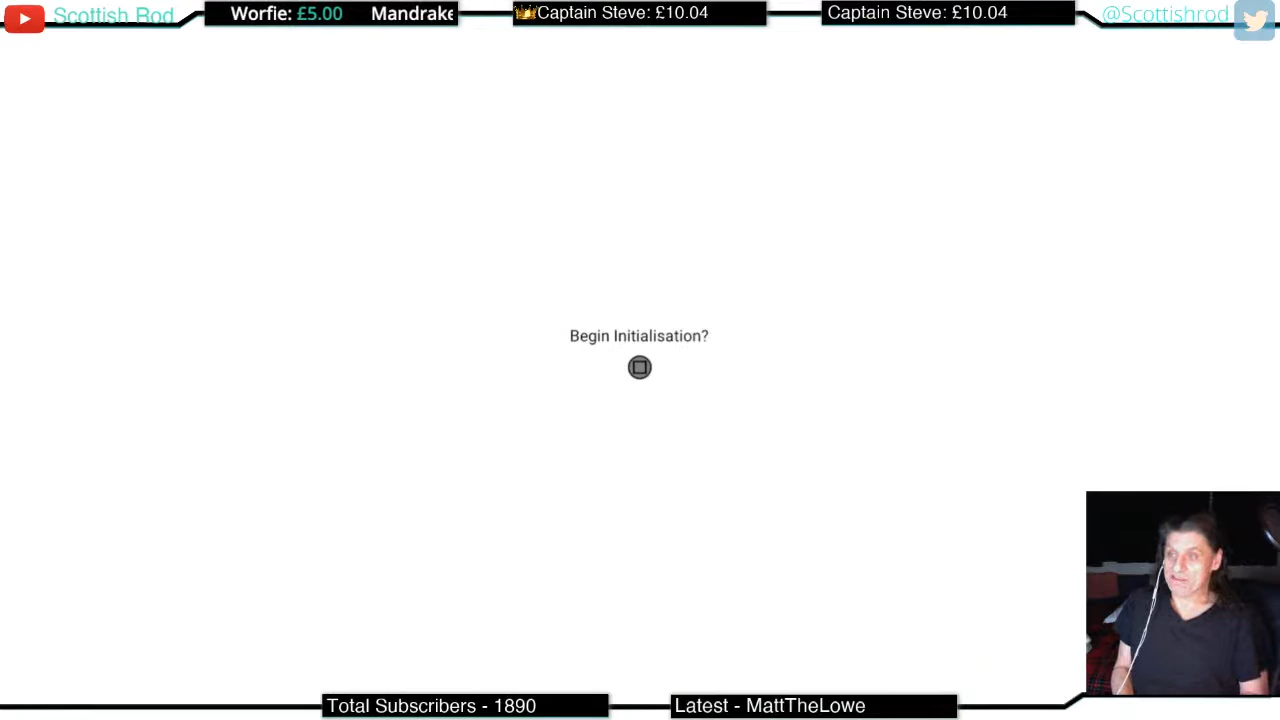 Scottish Rod
Worfie: £5.00 Mandrake
Captain Steve: £10.04
Captain Steve: £10.04
@Scottishrod
Begin Initialisation?
Total Subscribers - 1890
Latest - MattTheLowe